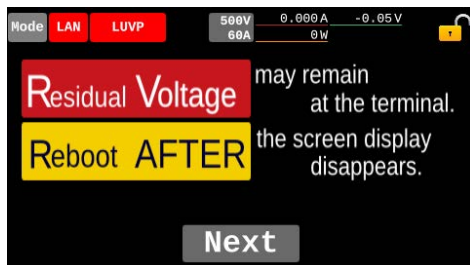 Mode LAN LUVP 500V 0.000A -0.05V
60A 0W
Residual Voltage may remain
at the terminal.
Reboot AFTER the screen display
disappears.
Next